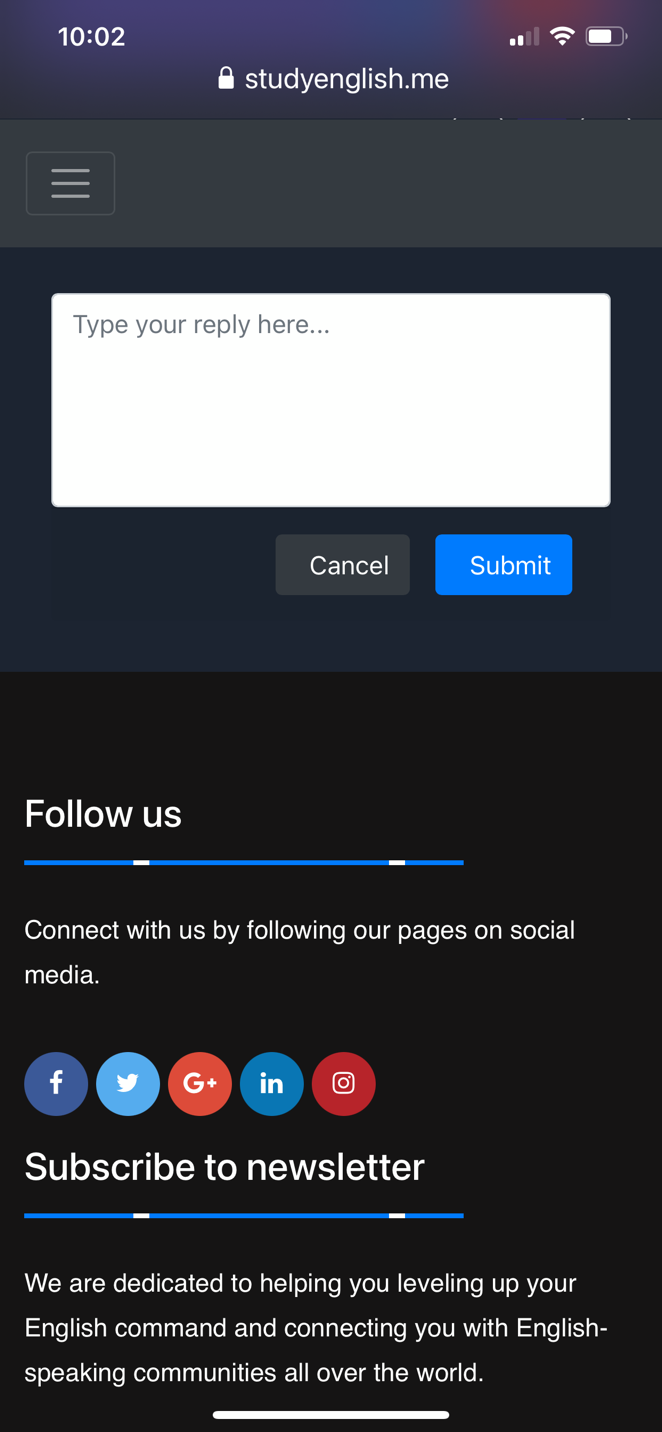 10:02
studyenglish.me
Type your reply here...
Cancel Submit
Follow us
Connect with us by following our pages on social
media.
f G+ in
Subscribe to newsletter
We are dedicated to helping you leveling up your
English command and connecting you with English-
speaking communities all over the world.